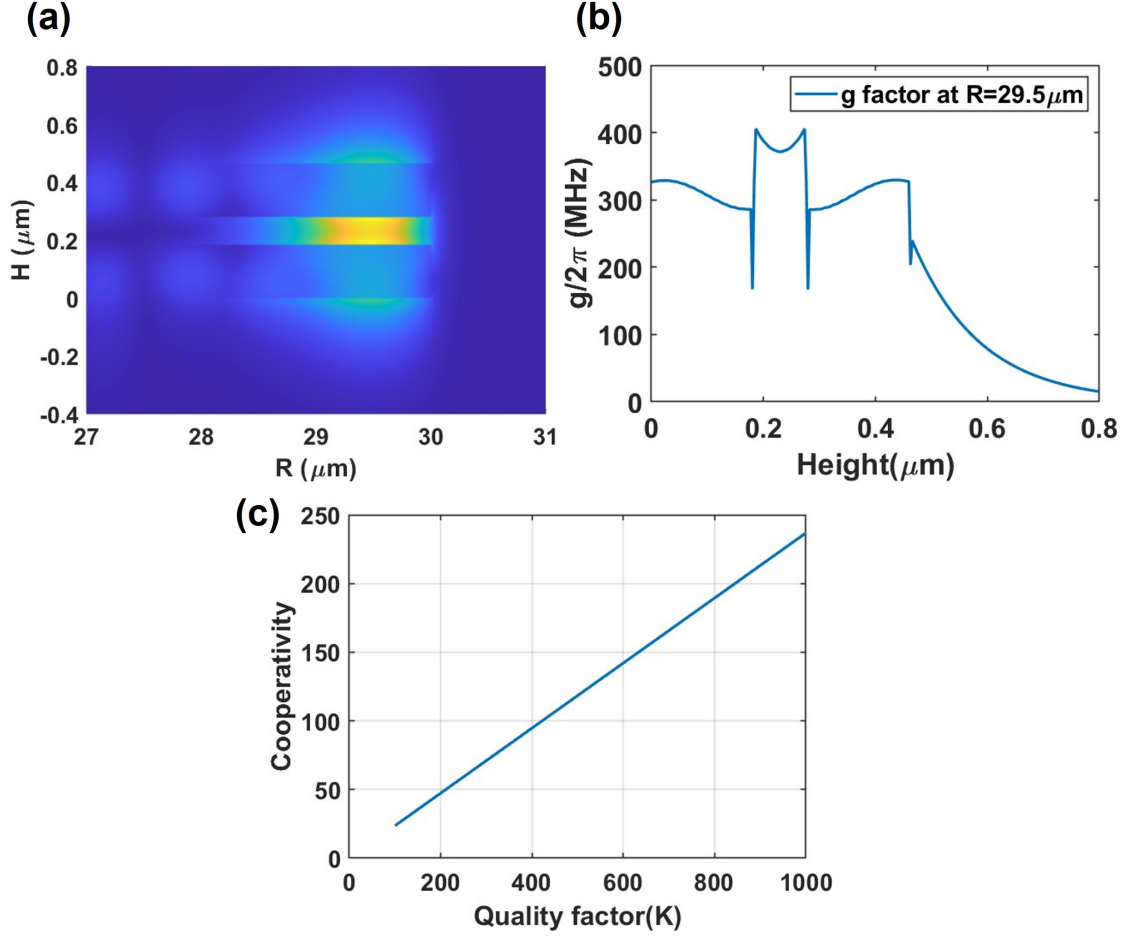 (a)
0.8
0.6
0.4
0.2
0
-0.2
-0.4
H (μm)
27 28 29 30 31
R (μm)
(b)
500
400
300
200
100
0
g/2π (MHz)
g factor at R=29.5μm
0 0.2 0.4 0.6 0.8
Height(μm)
(c)
250
200
150
100
50
0
Cooperativity
0 200 400 600 800 1000
Quality factor(K)